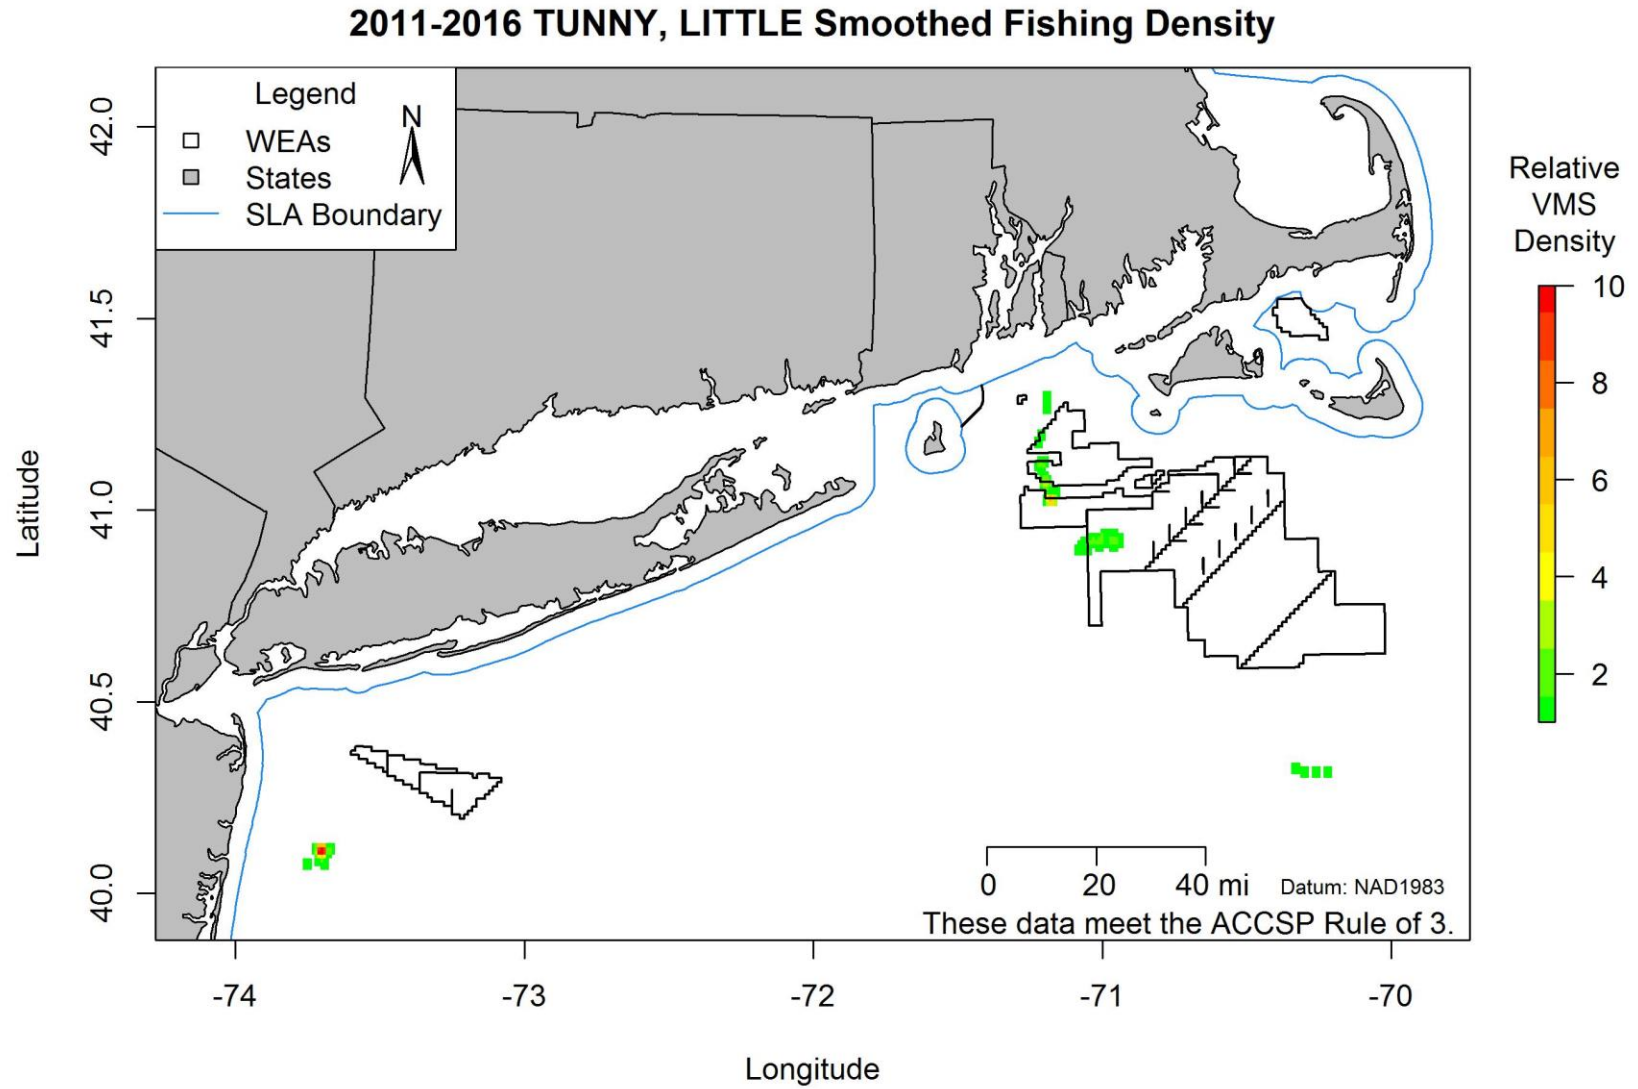 2011-2016 TUNNY, LITTLE Smoothed Fishing Density
Legend
N
WEAs
States
SLA Boundary
Latitude
42.0
41.5
41.0
40.5
40.0
Relative
VMS
Density
10
8
6
4
2
0 20 40 mi Datum: NAD1983
These data meet the ACCSP Rule of 3.
-74 -73 -72 -71 -70
Longitude